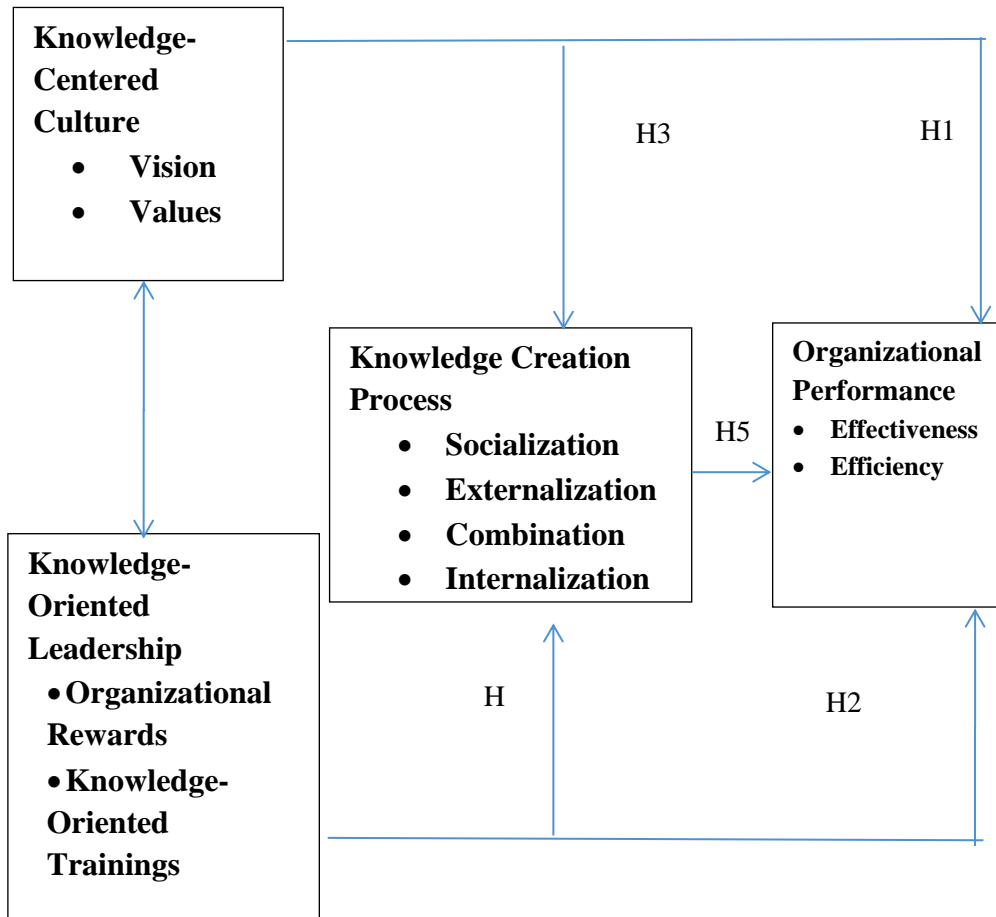 Knowledge-
Centered
Culture
• Vision
• Values
H3
H1
Knowledge Creation
Process
• Socialization
• Externalization
• Combination
• Internalization
H5
Organizational
Performance
• Effectiveness
• Efficiency
Knowledge-
Oriented
Leadership
• Organizational
Rewards
• Knowledge-
Oriented
Trainings
H
H2